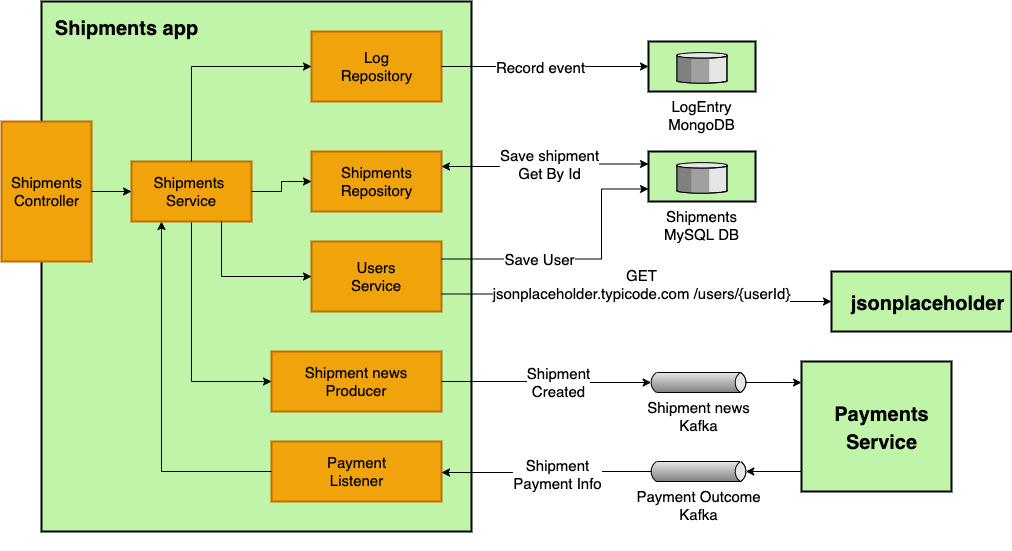 Shipments app
Log
Repository
Record event
LogEntry
MongoDB
Shipments
Controller
Shipments
Service
Shipments
Repository
Save shipment
Get By Id
Shipments
MySQL DB
Users
Service
Save User
GET
jsonplaceholder.typicode.com /users/{userId}
jsonplaceholder
Shipment news
Producer
Shipment
Created
Shipment news
Kafka
Payments
Service
Payment
Listener
Shipment
Payment Info
Payment Outcome
Kafka